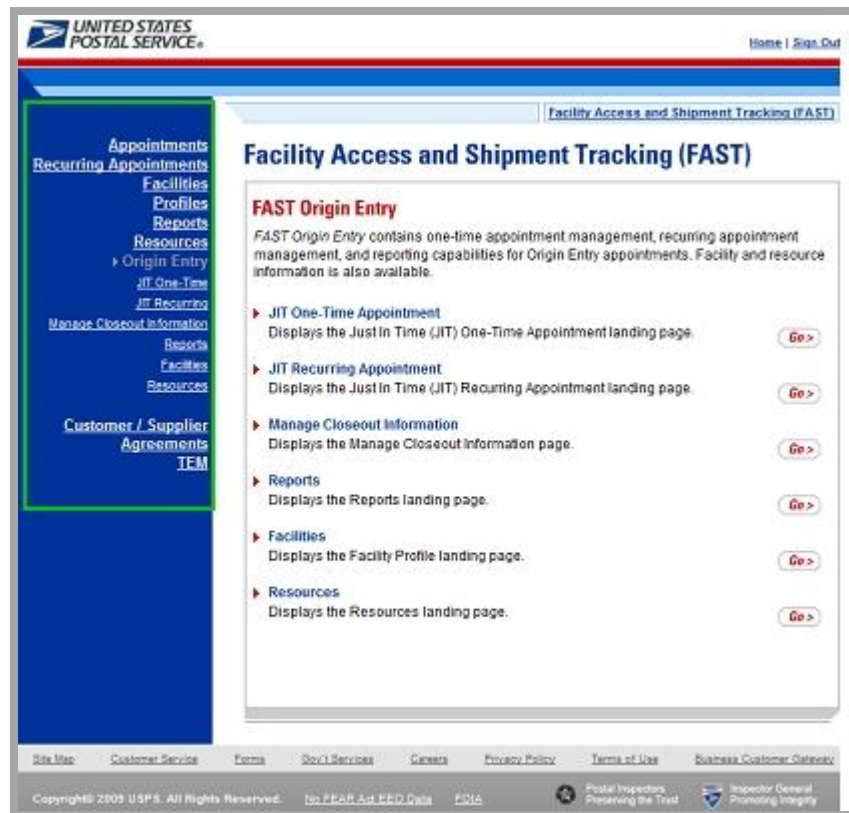 UNITED STATES
POSTAL SERVICE®
Home | Sign Out
Facility Access and Shipment Tracking (FAST)
Appointments
Recurring Appointments
Facilities
Profiles
Reports
Resources
Origin Entry
JIT One-Time
JIT Recurring
Manage Closeout Information
Reports
Facilities
Resources
Customer / Supplier
Agreements
TEM
Facility Access and Shipment Tracking (FAST)
FAST Origin Entry
FAST Origin Entry contains one-time appointment management, recurring appointment
management, and reporting capabilities for Origin Entry appointments. Facility and resource
information is also available.
JIT One-Time Appointment
Displays the Just In Time (JIT) One-Time Appointment landing page.
Go >
JIT Recurring Appointment
Displays the Just In Time (JIT) Recurring Appointment landing page.
Go >
Manage Closeout Information
Displays the Manage Closeout Information page.
Go >
Reports
Displays the Reports landing page.
Go >
Facilities
Displays the Facility Profile landing page.
Go >
Resources
Displays the Resources landing page.
Go >
Site Map Customer Service Forms Gov't Services Careers Privacy Policy Terms of Use Business Customer Gateway
Copyright© 2009 USPS. All Rights Reserved. No FEAR Act EEO Data FOIA
Postal Inspectors
Preserving the Trust
Inspector General
Promoting Integrity